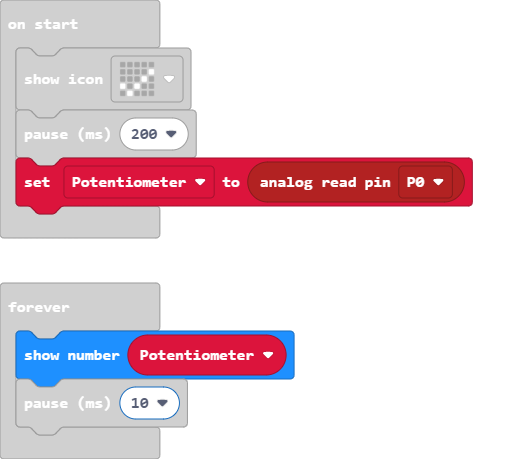 on start
show icon
pause (ms) 200
set Potentiometer to analog read pin P0
forever
show number Potentiometer
pause (ms) 10